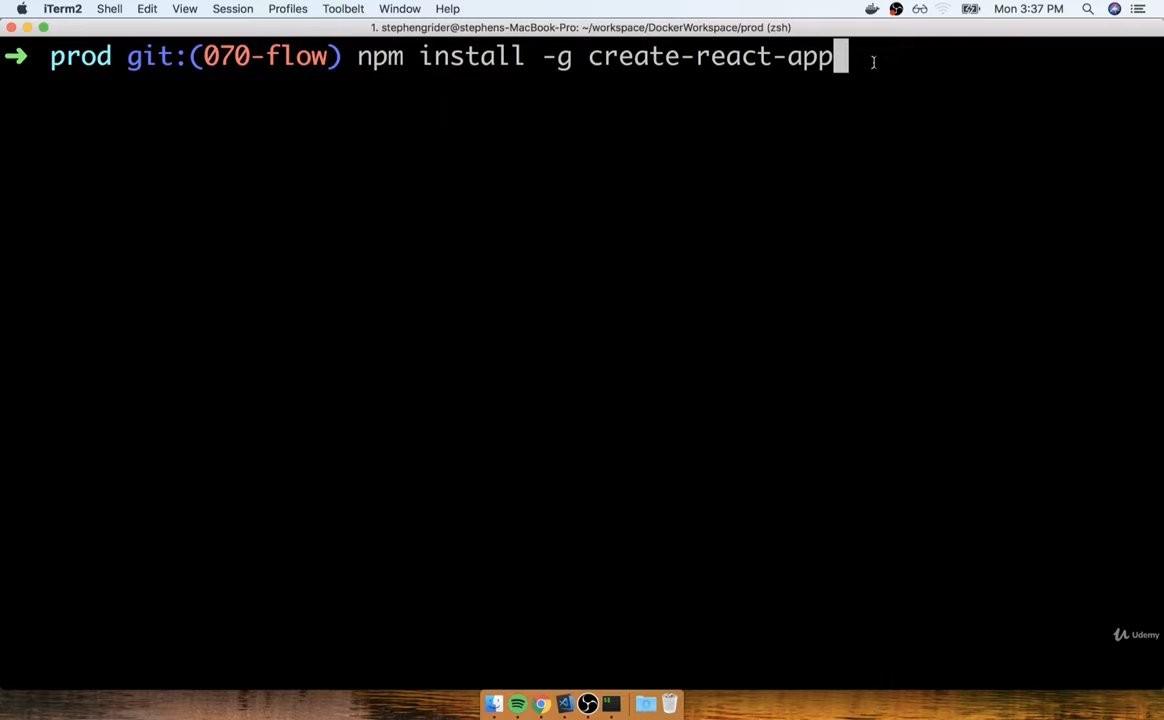 iTerm2 Shell Edit View Session Profiles Toolbelt Window Help Mon 3:37 PM
1. stephengrider@stephens-MacBook-Pro: ~/workspace/DockerWorkspace/prod (zsh)
➜ prod git:(070-flow) npm install -g create-react-app
Udemy